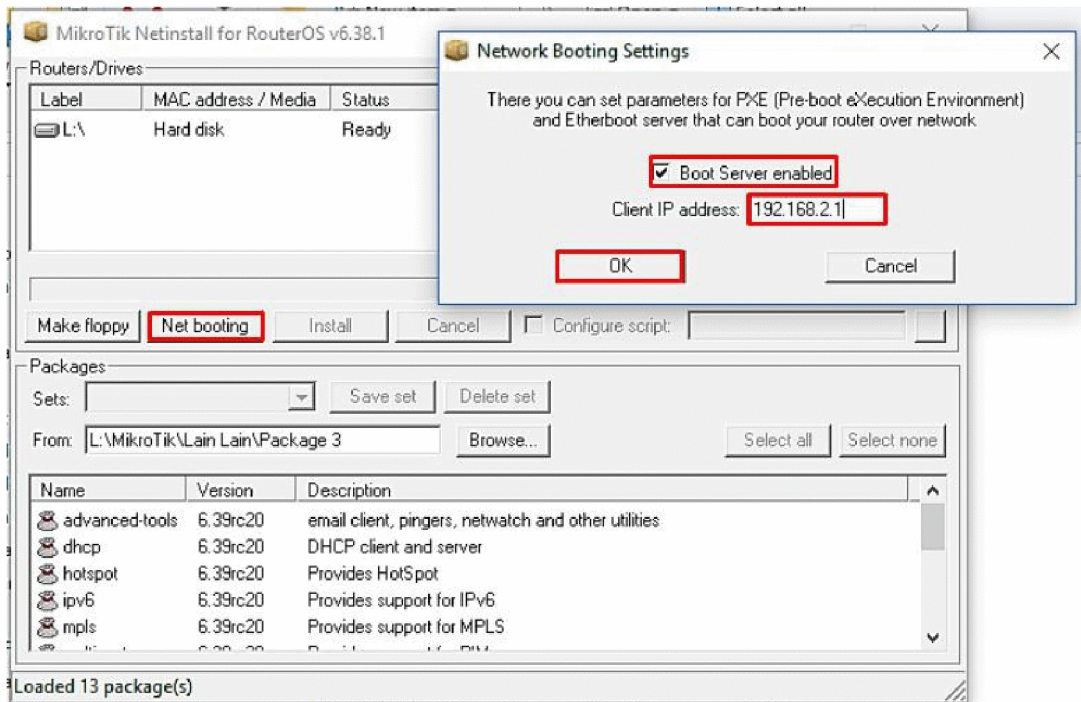 MikroTik Netinstall for RouterOS v6.38.1
Routers/Drives
Label MAC address / Media Status
L:\ Hard disk Ready
Network Booting Settings
There you can set parameters for PXE (Pre-boot eXecution Environment)
and Etherboot server that can boot your router over network
Boot Server enabled
Client IP address: 192.168.2.1
OK Cancel
Make floppy Net booting Install Cancel Configure script:
Packages
Sets: Save set Delete set
From: L:\MikroTik\Lain Lain\Package 3 Browse... Select all Select none
Name Version Description
advanced-tools 6.39rc20 email client, pingers, netwatch and other utilities
dhcp 6.39rc20 DHCP client and server
hotspot 6.39rc20 Provides HotSpot
ipv6 6.39rc20 Provides support for IPv6
mpls 6.39rc20 Provides support for MPLS
Loaded 13 package(s)